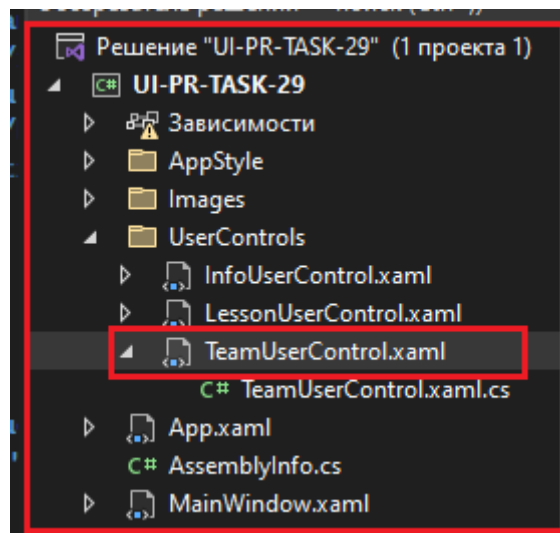 Решение "UI-PR-TASK-29" (1 проекта 1)
C# UI-PR-TASK-29
Зависимости
AppStyle
Images
UserControls
InfoUserControl.xaml
LessonUserControl.xaml
TeamUserControl.xaml
C# TeamUserControl.xaml.cs
App.xaml
C# AssemblyInfo.cs
MainWindow.xaml